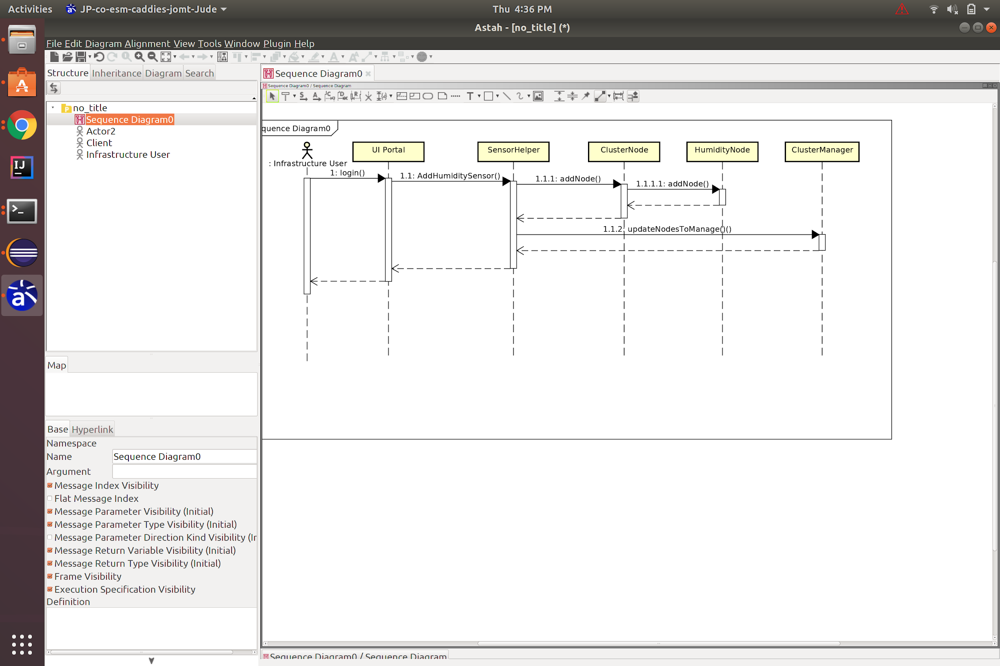 Activities JP-co-esm-caddies-jomt-Jude Thu 4:36 PM
Astah - [no_title] (*)
File Edit Diagram Alignment View Tools Window Plugin Help
Structure Inheritance Diagram Search
no_title
Sequence Diagram0
Actor2
Client
Infrastructure User
Map
Base Hyperlink
Namespace
Name Sequence Diagram0
Argument
Message Index Visibility
Flat Message Index
Message Parameter Visibility (Initial)
Message Parameter Type Visibility (Initial)
Message Parameter Direction Kind Visibility (Ir
Message Return Variable Visibility (Initial)
Message Return Type Visibility (Initial)
Frame Visibility
Execution Specification Visibility
Definition
Sequence Diagram0
Sequence Diagram0 / Sequence Diagram
quence Diagram0
: Infrastructure User
UI Portal
SensorHelper
ClusterNode
HumidityNode
ClusterManager
1: login()
1.1: AddHumiditySensor()
1.1.1: addNode()
1.1.1.1: addNode()
1.1.2: updateNodesToManage()()
Sequence Diagram0 / Sequence Diagram